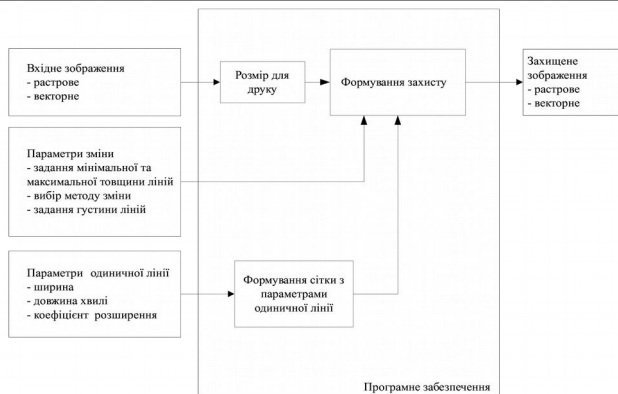 Вхідне зображення
- растрове
- векторне
Розмір для
друку
Формування захисту
Захищене
зображення
- растрове
- векторне
Параметри зміни
- задання мінімальної та
максимальної товщини ліній
- вибір методу зміни
- задання густини ліній
Параметри одиничної лінії
- ширина
- довжина хвилі
- коефіцієнт розширення
Формування сітки з
параметрами
одиничної лінії
Програмне забезпечення